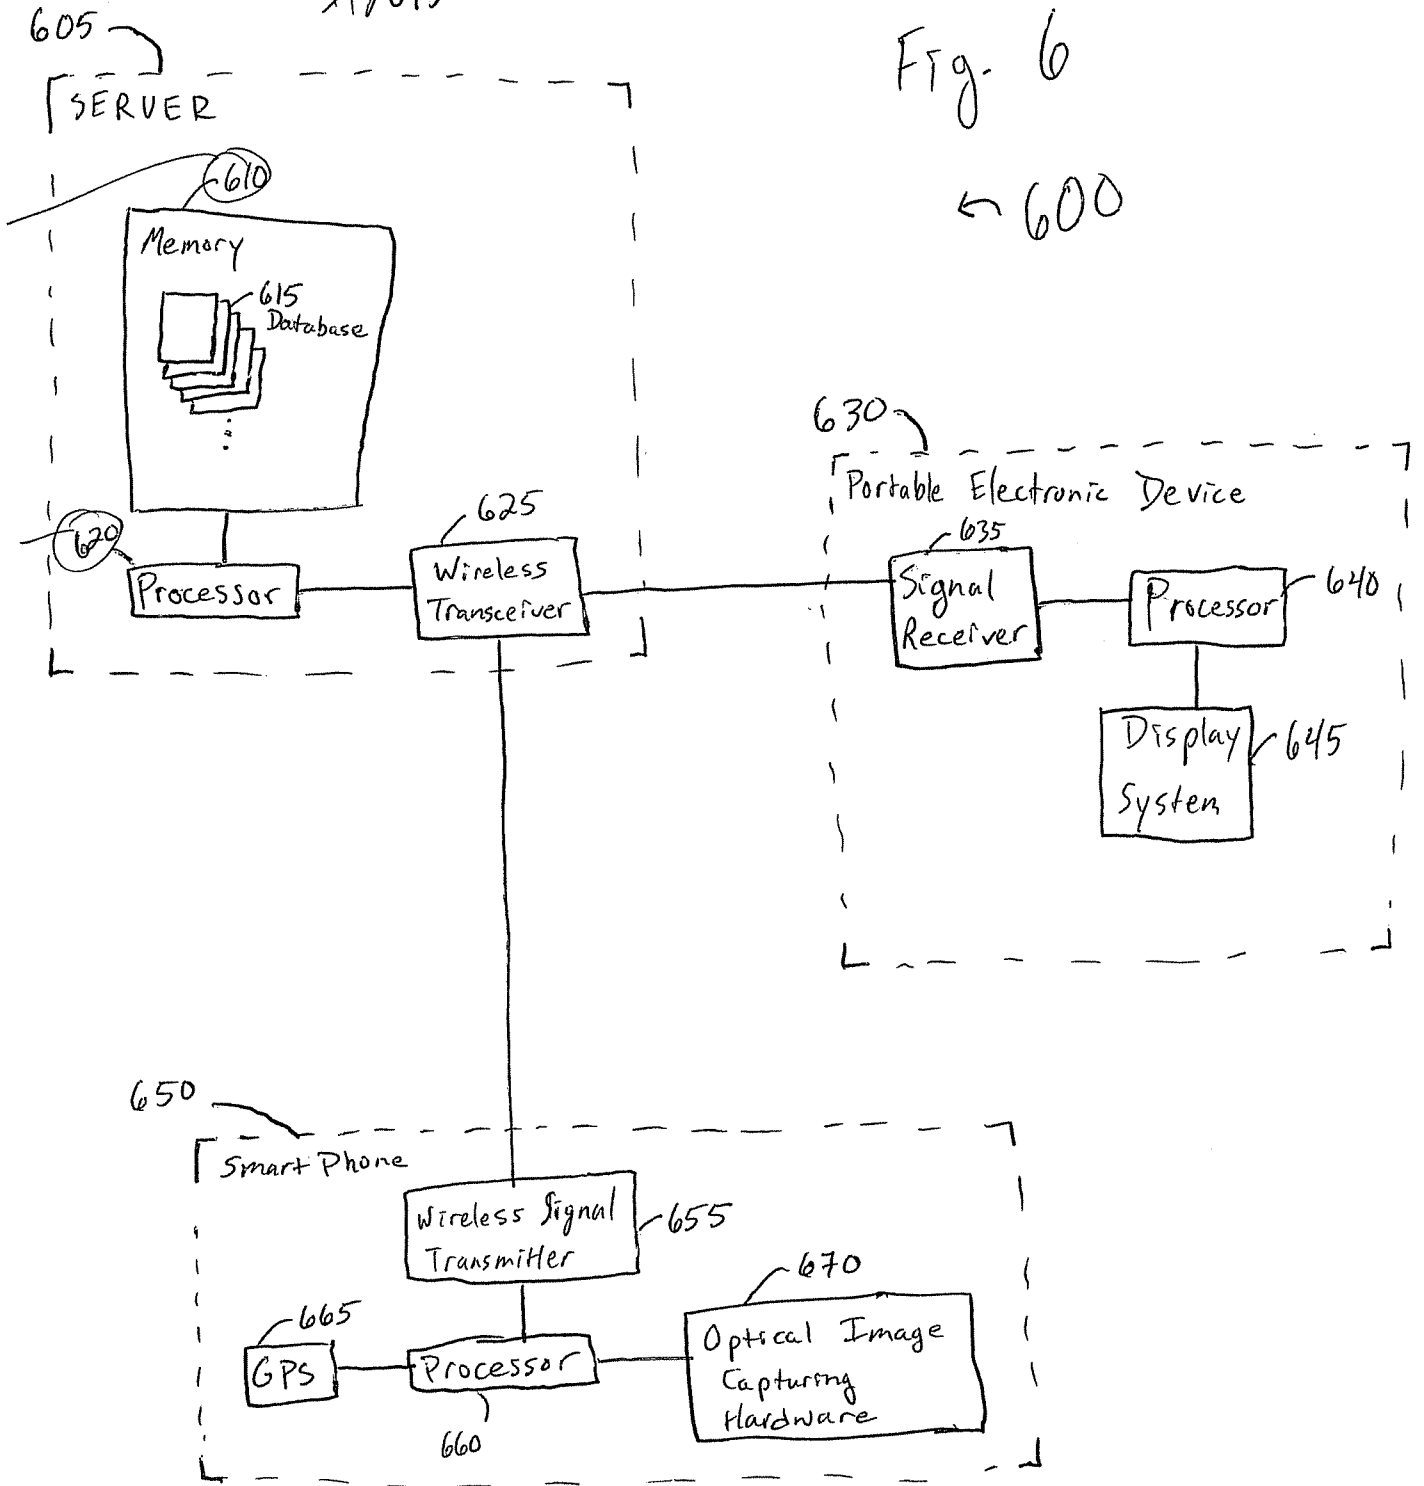 605
Fig. 6
SERVER
610
600
Memory
615
Database
630
Portable Electronic Device
625
620
635
Wireless
Transceiver
Processor
Signal
Receiver
Processor
640
Display
System
645
650
Smart Phone
Wireless Signal
Transmitter
655
670
665
GPS
Processor
Optical Image
Capturing
Hardware
660